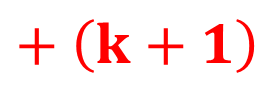 + (k + 1)